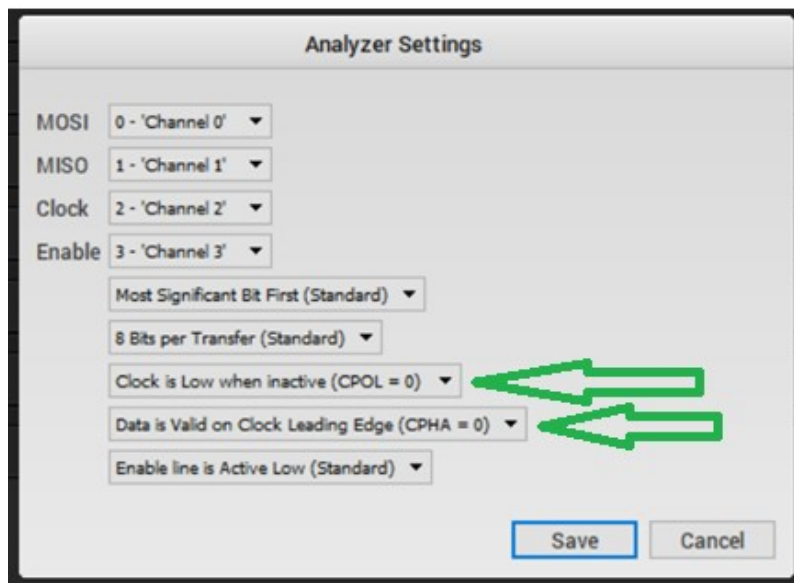 Analyzer Settings
MOSI 0 - 'Channel 0'
MISO 1 - 'Channel 1'
Clock 2 - 'Channel 2'
Enable 3 - 'Channel 3'
Most Significant Bit First (Standard)
8 Bits per Transfer (Standard)
Clock is Low when inactive (CPOL = 0)
Data is Valid on Clock Leading Edge (CPHA = 0)
Enable line is Active Low (Standard)
Save Cancel